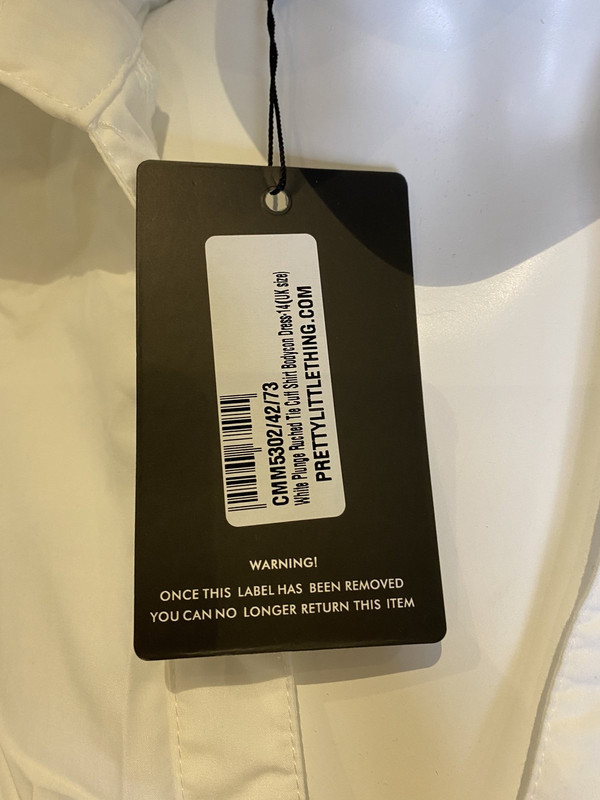 CMM5302/42/73
White Plunge Ruched Tie Cuff Shirt Bodycon Dress-14(UK size)
PRETTYLITTLETHING.COM
WARNING!
ONCE THIS LABEL HAS BEEN REMOVED
YOU CAN NO LONGER RETURN THIS ITEM